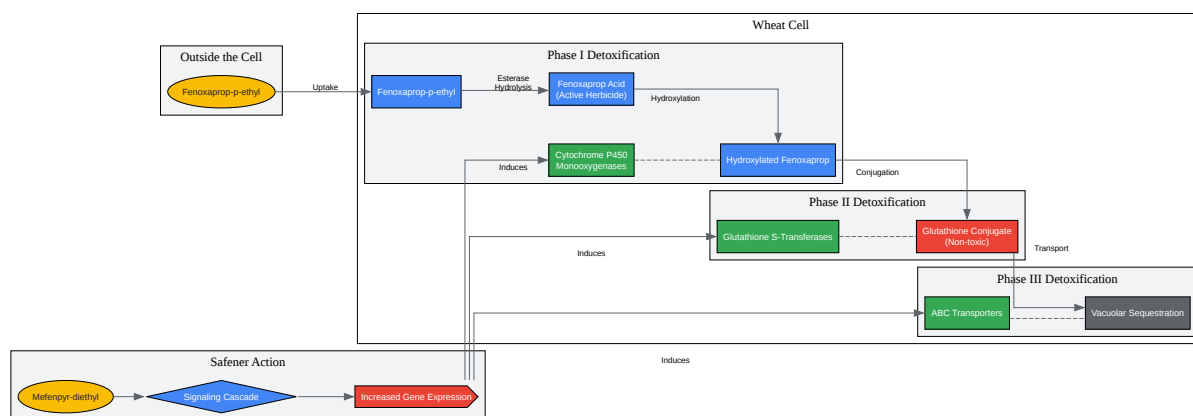 Wheat Cell
Outside the Cell
Fenoxaprop-p-ethyl
Uptake
Phase I Detoxification
Fenoxaprop-p-ethyl
Esterase
Hydrolysis
Fenoxaprop Acid
(Active Herbicide)
Hydroxylation
Induces
Cytochrome P450
Monooxygenases
Hydroxylated Fenoxaprop
Conjugation
Phase II Detoxification
Induces
Glutathione S-Transferases
Glutathione Conjugate
(Non-toxic)
Transport
Phase III Detoxification
ABC Transporters
Vacuolar Sequestration
Induces
Safener Action
Mefenpyr-diethyl
Signaling Cascade
Increased Gene Expression